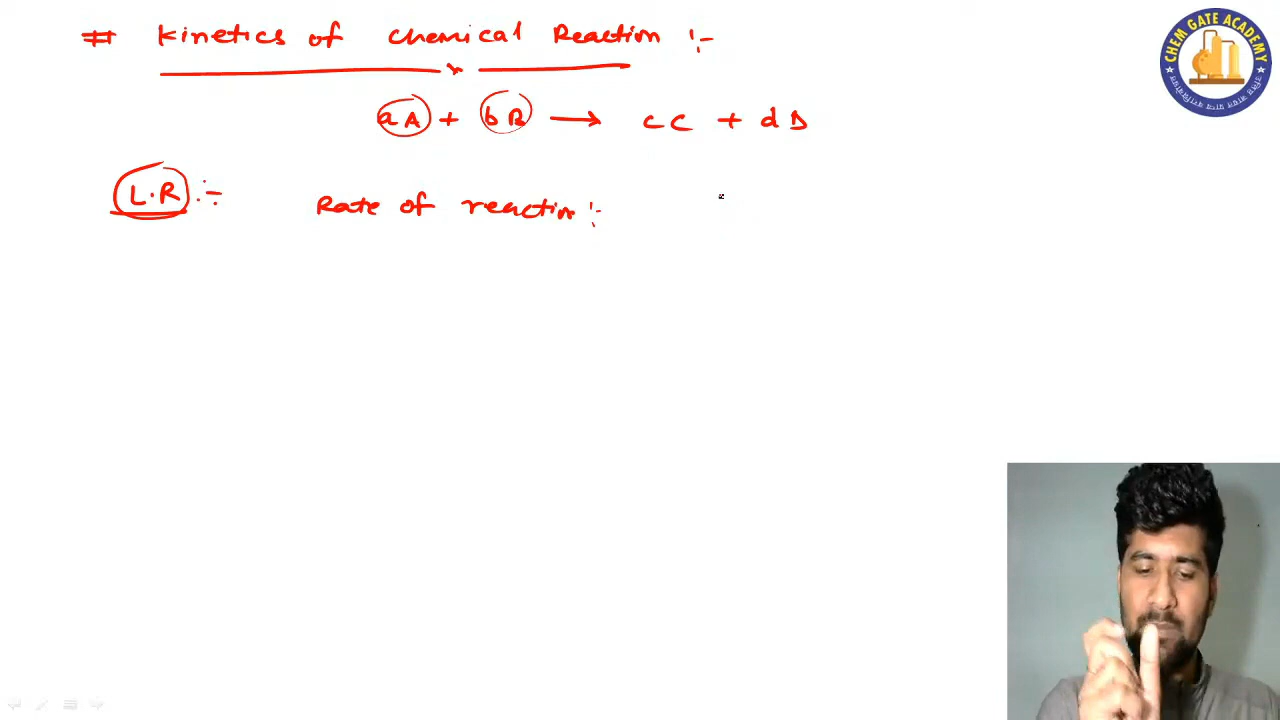 # Kinetics of chemical Reaction :-
aA + bB → cC + dD
L.R :-
Rate of reaction :-
CHEM GATE ACADEMY